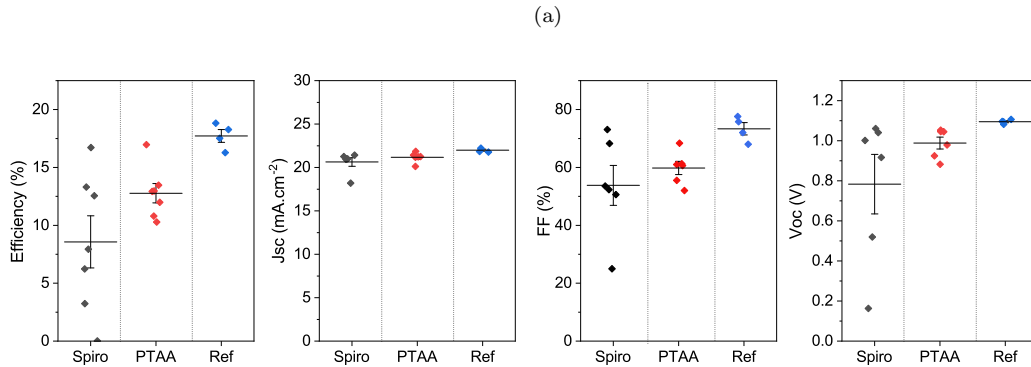 (a)
Efficiency (%)
20
15
10
5
0
Spiro PTAA Ref
Jsc (mA.cm-2)
30
25
20
15
10
5
0
Spiro PTAA Ref
FF (%)
80
60
40
20
0
Spiro PTAA Ref
Voc (V)
1.2
1.0
0.8
0.6
0.4
0.2
0.0
Spiro PTAA Ref